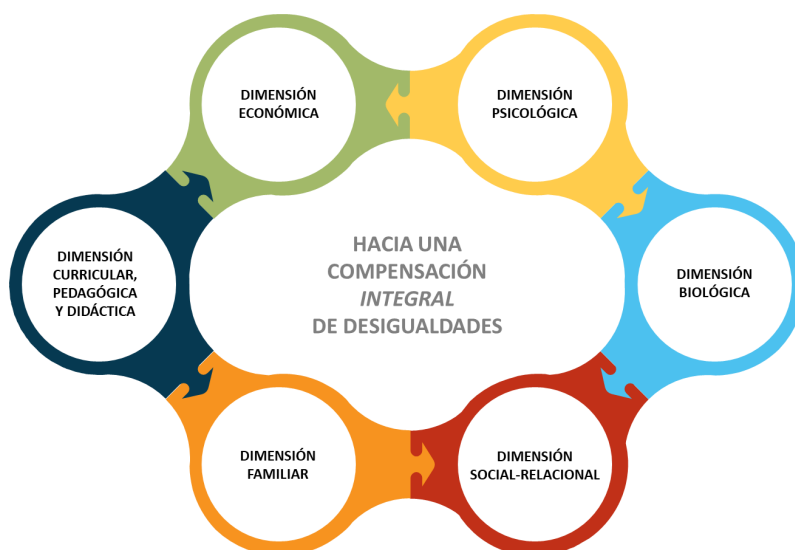 DIMENSIÓN
ECONÓMICA
DIMENSIÓN
PSICOLÓGICA
DIMENSIÓN
CURRICULAR,
PEDAGÓGICA
Y DIDÁCTICA
HACIA UNA
COMPENSACIÓN
INTEGRAL
DE DESIGUALDADES
DIMENSIÓN
BIOLÓGICA
DIMENSIÓN
FAMILIAR
DIMENSIÓN
SOCIAL-RELACIONAL